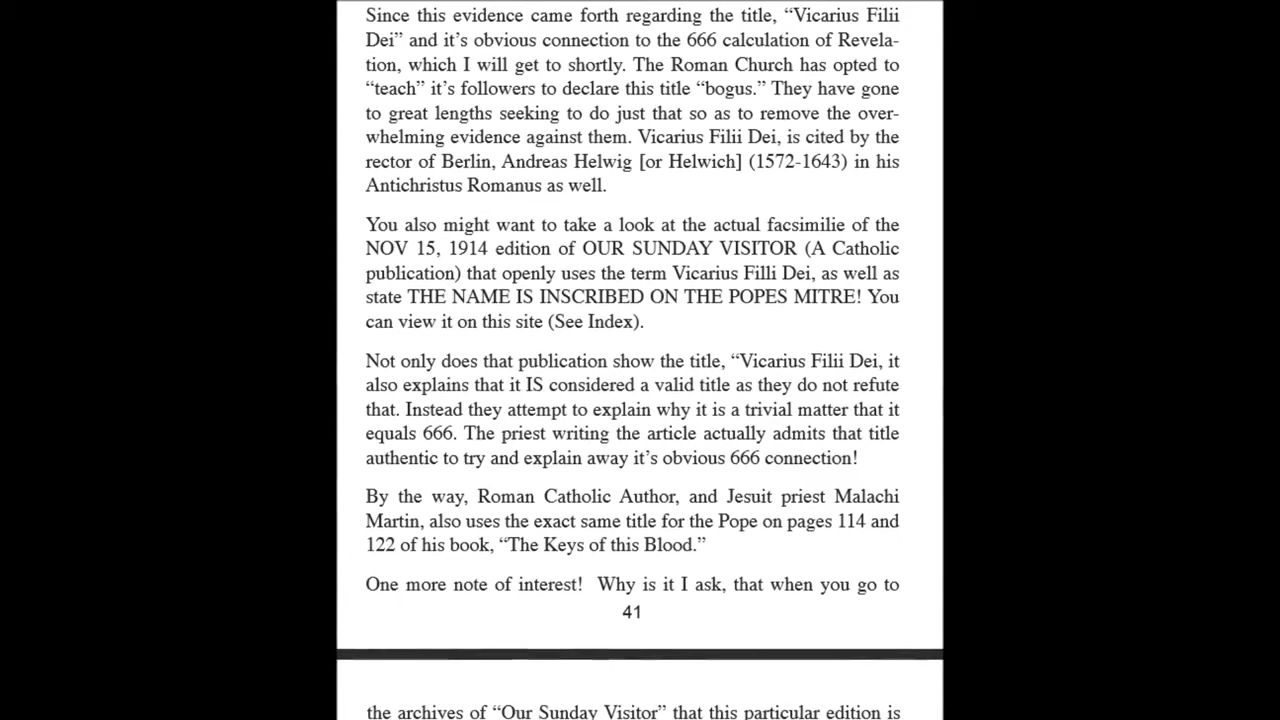 Since this evidence came forth regarding the title, “Vicarius Filii
Dei” and it’s obvious connection to the 666 calculation of Revela-
tion, which I will get to shortly. The Roman Church has opted to
“teach” it’s followers to declare this title “bogus.” They have gone
to great lengths seeking to do just that so as to remove the over-
whelming evidence against them. Vicarius Filii Dei, is cited by the
rector of Berlin, Andreas Helwig [or Helwich] (1572-1643) in his
Antichristus Romanus as well.
You also might want to take a look at the actual facsimilie of the
NOV 15, 1914 edition of OUR SUNDAY VISITOR (A Catholic
publication) that openly uses the term Vicarius Filli Dei, as well as
state THE NAME IS INSCRIBED ON THE POPES MITRE! You
can view it on this site (See Index).
Not only does that publication show the title, “Vicarius Filii Dei, it
also explains that it IS considered a valid title as they do not refute
that. Instead they attempt to explain why it is a trivial matter that it
equals 666. The priest writing the article actually admits that title
authentic to try and explain away it’s obvious 666 connection!
By the way, Roman Catholic Author, and Jesuit priest Malachi
Martin, also uses the exact same title for the Pope on pages 114 and
122 of his book, “The Keys of this Blood.”
One more note of interest! Why is it I ask, that when you go to
41
the archives of “Our Sunday Visitor” that this particular edition is